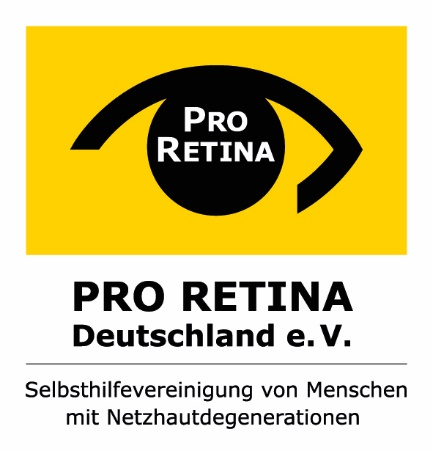 PRO
RETINA
PRO RETINA
Deutschland e. V.
Selbsthilfevereinigung von Menschen
mit Netzhautdegenerationen